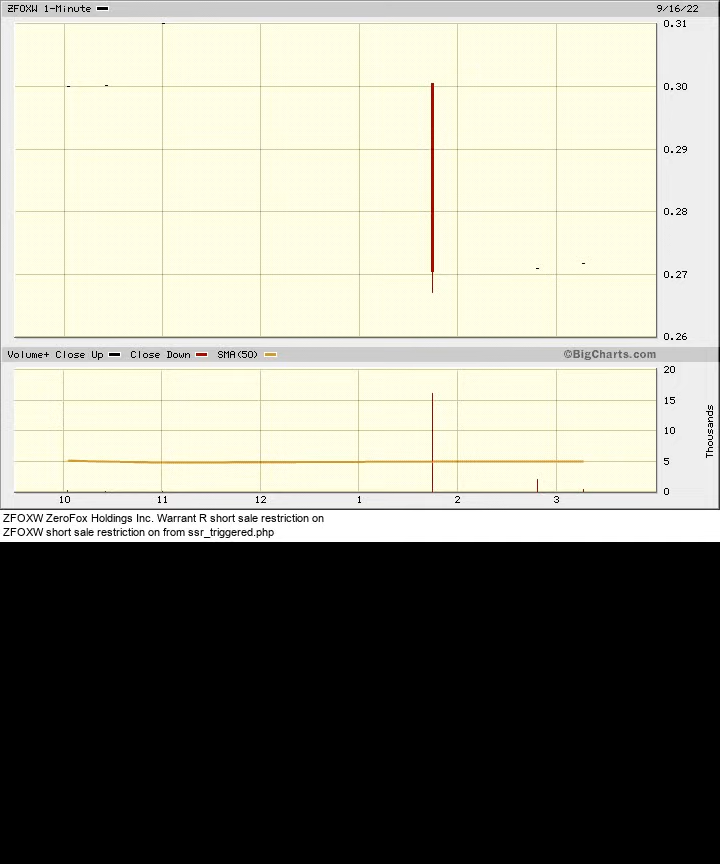 ZFOXW 1-Minute 9/16/22
0.31
0.30
0.29
0.28
0.27
0.26
Volume+ Close Up Close Down SMA(50) ©BigCharts.com
20
15
10
5
0
Thousands
10 11 12 1 2 3
ZFOXW ZeroFox Holdings Inc. Warrant R short sale restriction on
ZFOXW short sale restriction on from ssr_triggered.php